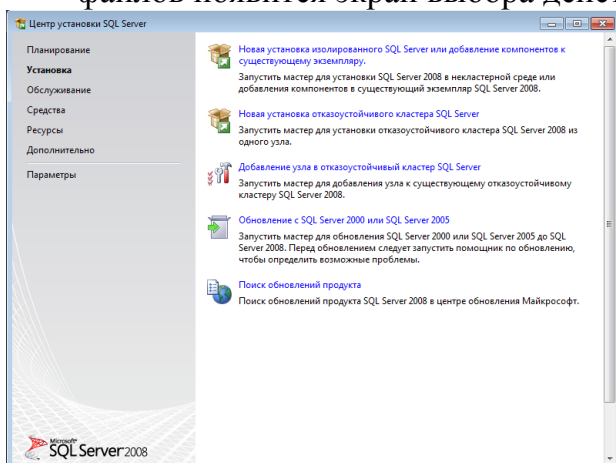 файлов появится экран выбора дейст
Центр установки SQL Server
Планирование
Установка
Обслуживание
Средства
Ресурсы
Дополнительно
Параметры
Новая установка изолированного SQL Server или добавление компонентов к
существующему экземпляру.
Запустить мастер для установки SQL Server 2008 в некластерной среде или
добавления компонентов в существующий экземпляр SQL Server 2008.
Новая установка отказоустойчивого кластера SQL Server
Запустить мастер для установки отказоустойчивого кластера SQL Server 2008 из
одного узла.
Добавление узла в отказоустойчивый кластер SQL Server
Запустить мастер для добавления узла к существующему отказоустойчивому
кластеру SQL Server 2008.
Обновление с SQL Server 2000 или SQL Server 2005
Запустить мастер для обновления SQL Server 2000 или SQL Server 2005 до SQL
Server 2008. Перед обновлением следует запустить помощник по обновлению,
чтобы определить возможные проблемы.
Поиск обновлений продукта
Поиск обновлений продукта SQL Server 2008 в центре обновления Майкрософт.
Microsoft
SQL Server 2008